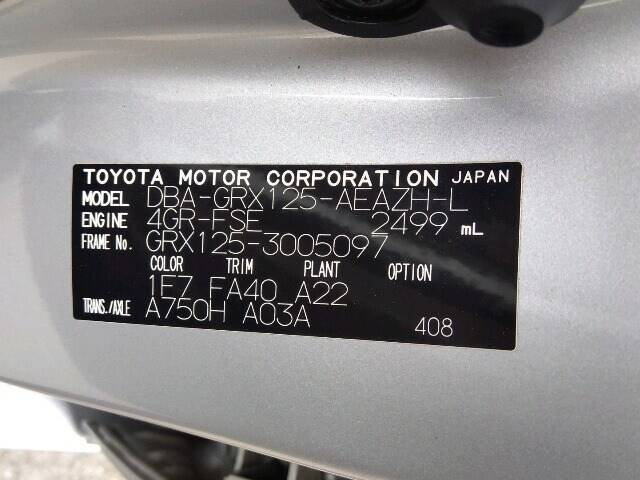 TOYOTA MOTOR CORPORATION JAPAN
MODEL DBA-GRX125-AEAZH-L
ENGINE 4GR-FSE 2499 mL
FRAME No. GRX125-3005097
COLOR TRIM PLANT OPTION
1F7 FA40 A22
TRANS./AXLE A750H A03A
408